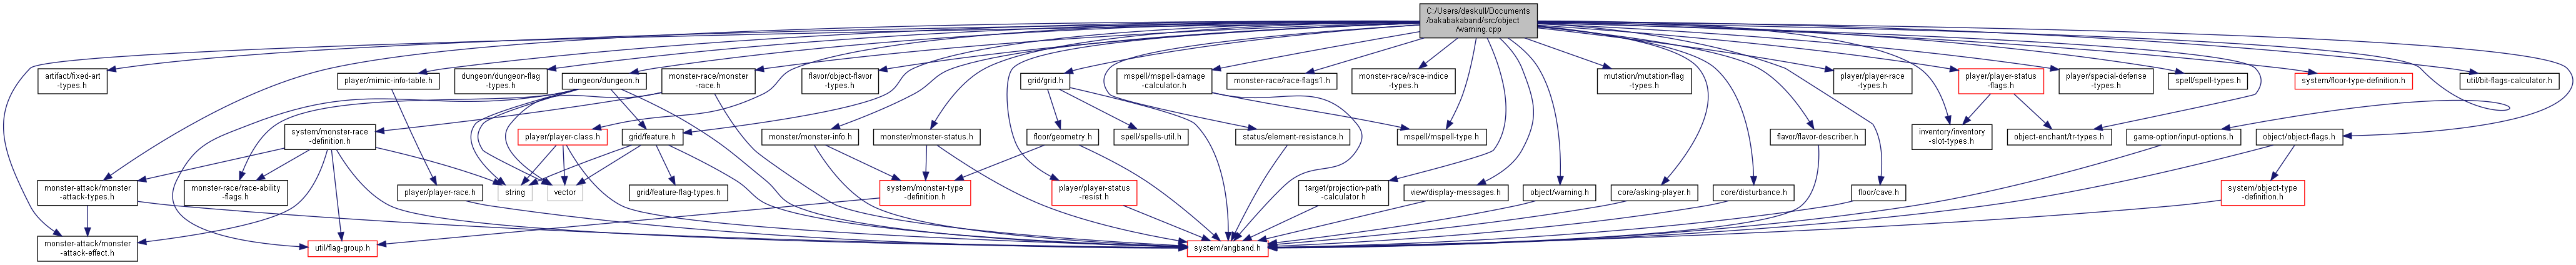 C:/Users/deskull/Documents
/bakabakaband/src/object
/warning.cpp
artifact/fixed-art
-types.h
player/mimic-info-table.h
dungeon/dungeon-flag
-types.h
dungeon/dungeon.h
monster-race/monster
-race.h
flavor/object-flavor
-types.h
grid/grid.h
mspell/mspell-damage
-calculator.h
monster-race/race-flags1.h
monster-race/race-indice
-types.h
mutation/mutation-flag
-types.h
player/player-race
-types.h
player/player-status
-flags.h
player/special-defense
-types.h
spell/spell-types.h
system/floor-type-definition.h
util/bit-flags-calculator.h
system/monster-race
-definition.h
player/player-class.h
grid/feature.h
monster/monster-info.h
monster/monster-status.h
floor/geometry.h
spell/spells-util.h
status/element-resistance.h
mspell/mspell-type.h
flavor/flavor-describer.h
inventory/inventory
-slot-types.h
object-enchant/tr-types.h
game-option/input-options.h
object/object-flags.h
monster-attack/monster
-attack-types.h
monster-race/race-ability
-flags.h
player/player-race.h
string
vector
grid/feature-flag-types.h
system/monster-type
-definition.h
player/player-status
-resist.h
target/projection-path
-calculator.h
view/display-messages.h
object/warning.h
core/asking-player.h
core/disturbance.h
floor/cave.h
system/object-type
-definition.h
monster-attack/monster
-attack-effect.h
util/flag-group.h
system/angband.h